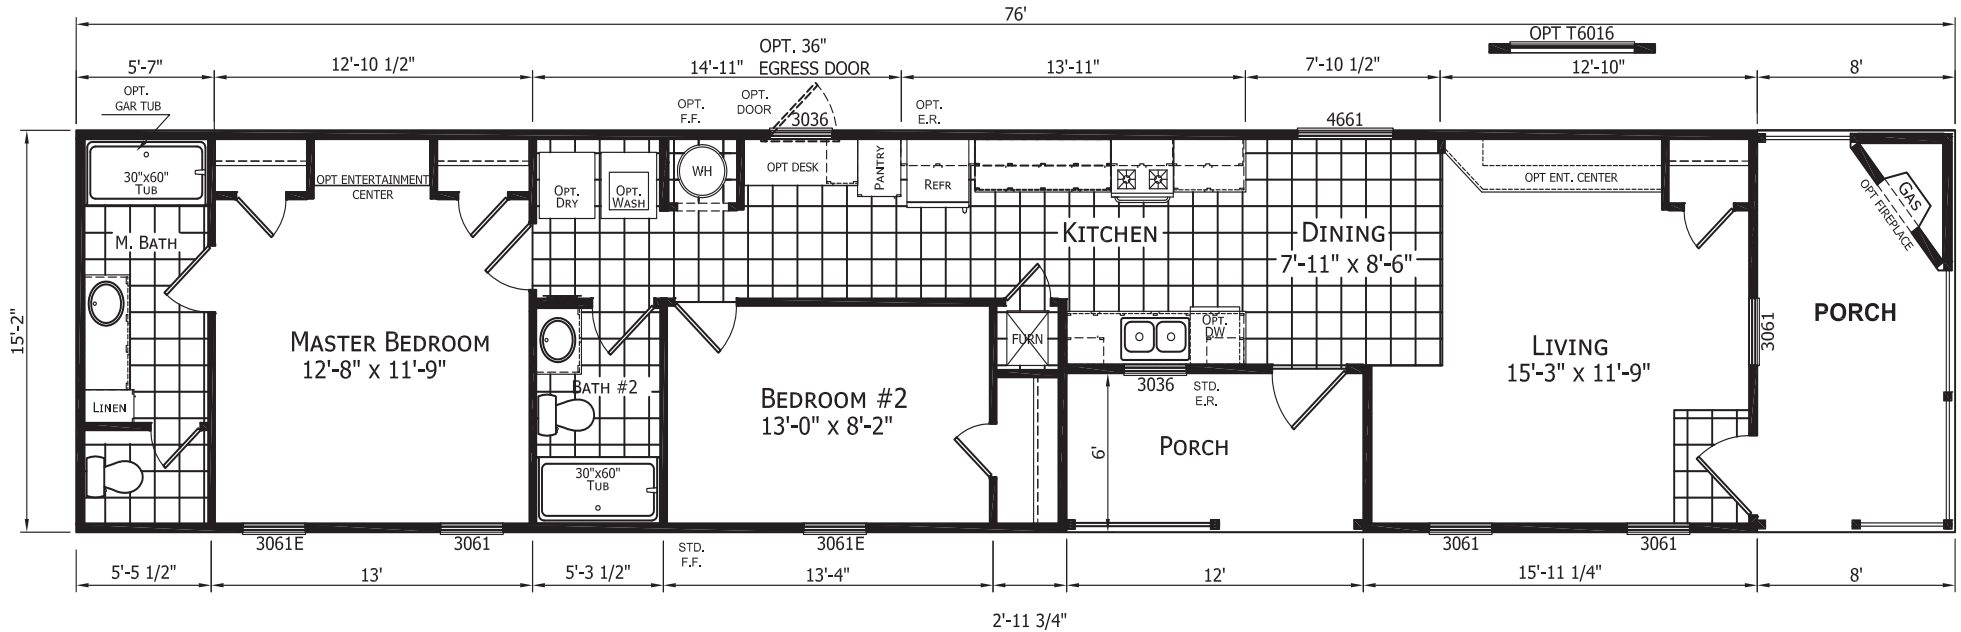 76'
OPT T6016
OPT. 36"
EGRESS DOOR
5'-7"
12'-10 1/2"
14'-11"
13'-11"
7'-10 1/2"
12'-10"
8'
OPT.
GAR TUB
OPT.
F.F.
OPT.
DOOR
3036
OPT.
E.R.
4661
30"x60"
TUB
OPT ENTERTAINMENT
CENTER
OPT.
DRY
OPT.
WASH
WH
OPT DESK
PANTRY
REFR
OPT ENT. CENTER
GAS
OPT FIREPLACE
M. BATH
KITCHEN
DINING
7'-11" x 8'-6"
15'-2"
MASTER BEDROOM
12'-8" x 11'-9"
FURN
OPT.
DW
LIVING
15'-3" x 11'-9"
3061
PORCH
LINEN
BATH #2
BEDROOM #2
13'-0" x 8'-2"
3036
STD.
E.R.
6'
PORCH
30"x60"
TUB
3061E
3061
STD.
F.F.
3061E
3061
3061
5'-5 1/2"
13'
5'-3 1/2"
13'-4"
2'-11 3/4"
12'
15'-11 1/4"
8'